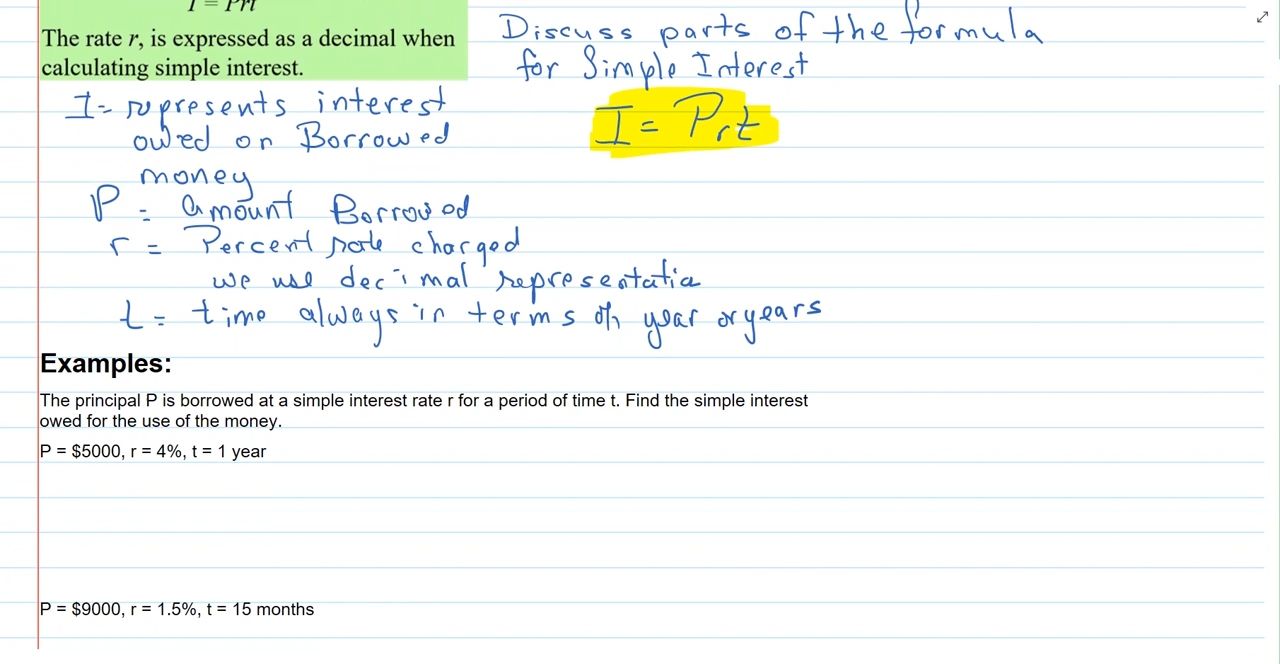 I = Prt
The rate r, is expressed as a decimal when
calculating simple interest.
Discuss parts of the formula
for Simple Interest
I = Prt
I = represents interest
owed on Borrowed
money
P = amount Borrowed
r = Percent rate charged
we use decimal representatio
t = time always in terms of year or years
Examples:
The principal P is borrowed at a simple interest rate r for a period of time t. Find the simple interest
owed for the use of the money.
P = $5000, r = 4%, t = 1 year
P = $9000, r = 1.5%, t = 15 months